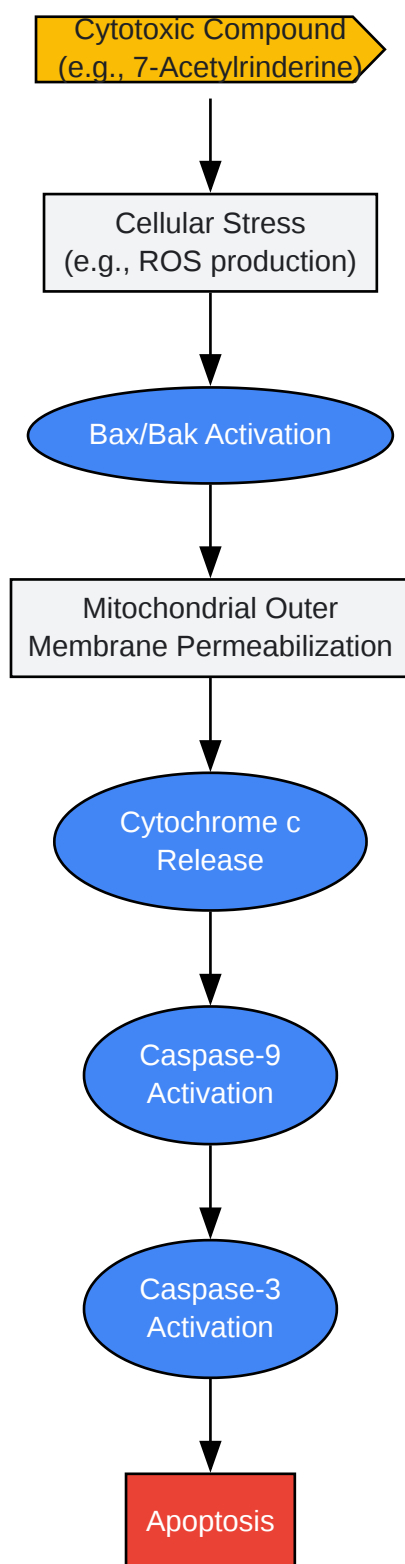 Cytotoxic Compound
(e.g., 7-Acetylrinderine)
Cellular Stress
(e.g., ROS production)
Bax/Bak Activation
Mitochondrial Outer
Membrane Permeabilization
Cytochrome c
Release
Caspase-9
Activation
Caspase-3
Activation
Apoptosis